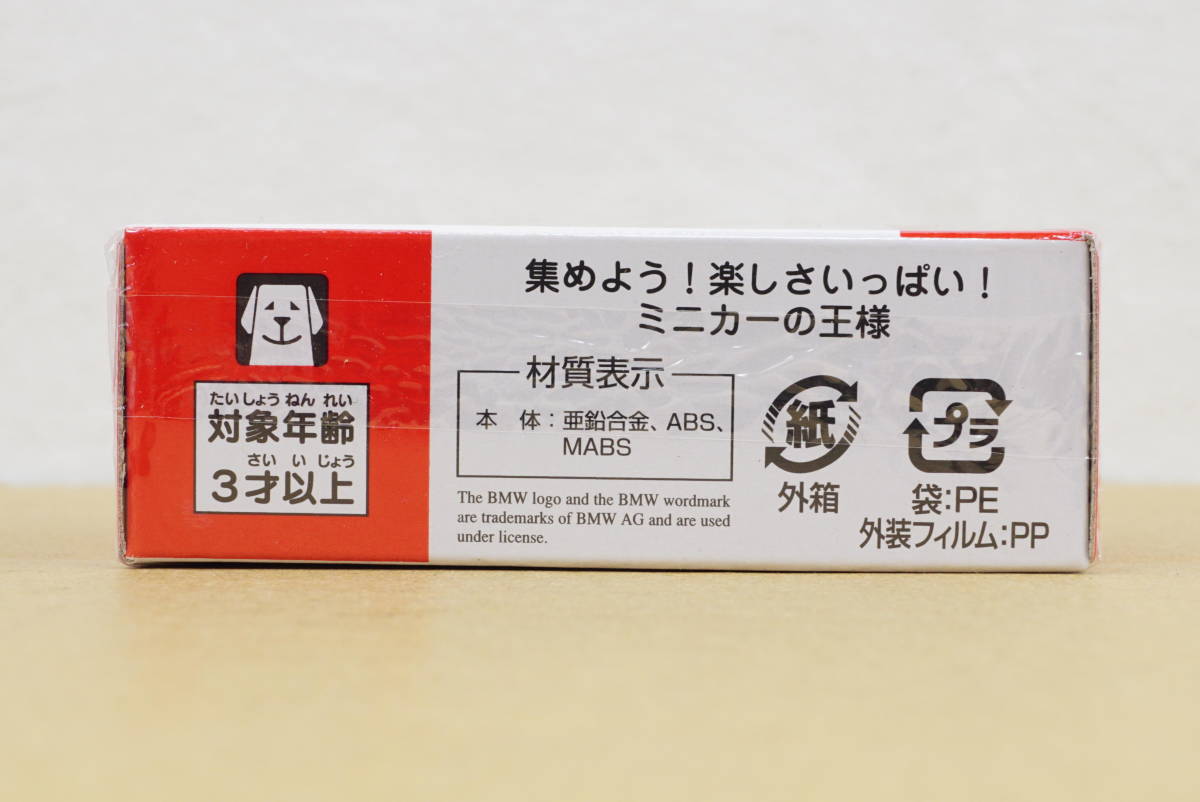 たいしょうねんれい
対象年齢
さいいじょう
3才以上
集めよう！楽しさいっぱい！
ミニカーの王様
材質表示
本 体：亜鉛合金、ABS、
MABS
The BMW logo and the BMW wordmark
are trademarks of BMW AG and are used
under license.
紙
外箱
プラ
袋:PE
外装フィルム:PP